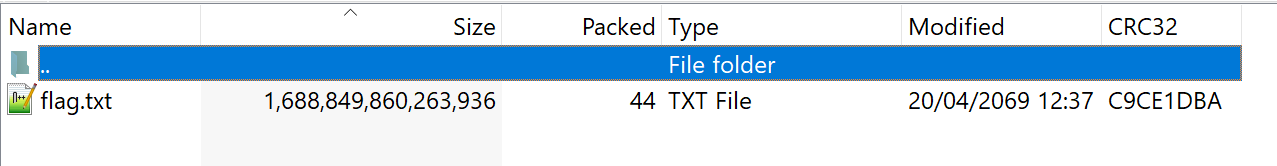 Name Size Packed Type Modified CRC32
.. File folder
flag.txt 1,688,849,860,263,936 44 TXT File 20/04/2069 12:37 C9CE1DBA